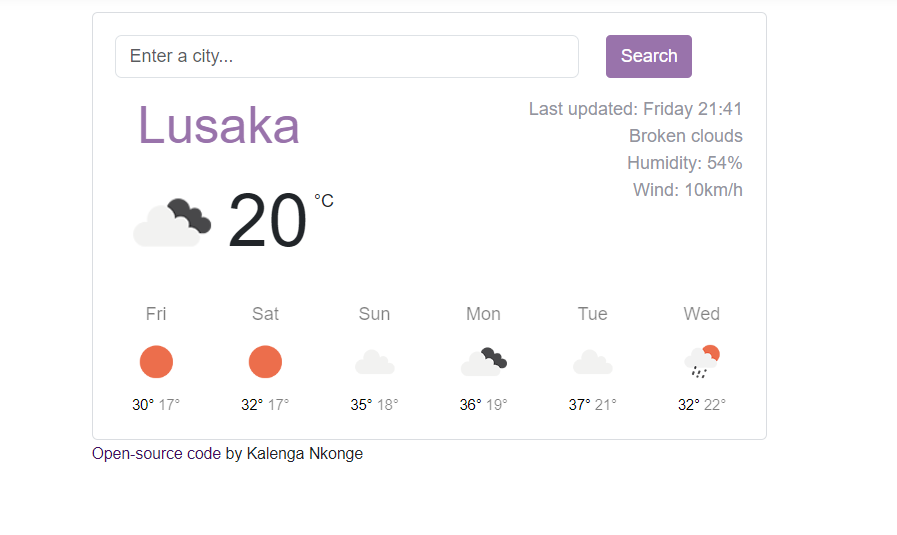 Enter a city...
Search
Lusaka
Last updated: Friday 21:41
Broken clouds
Humidity: 54%
Wind: 10km/h
20 °C
Fri Sat Sun Mon Tue Wed
30° 17° 32° 17° 35° 18° 36° 19° 37° 21° 32° 22°
Open-source code by Kalenga Nkonge